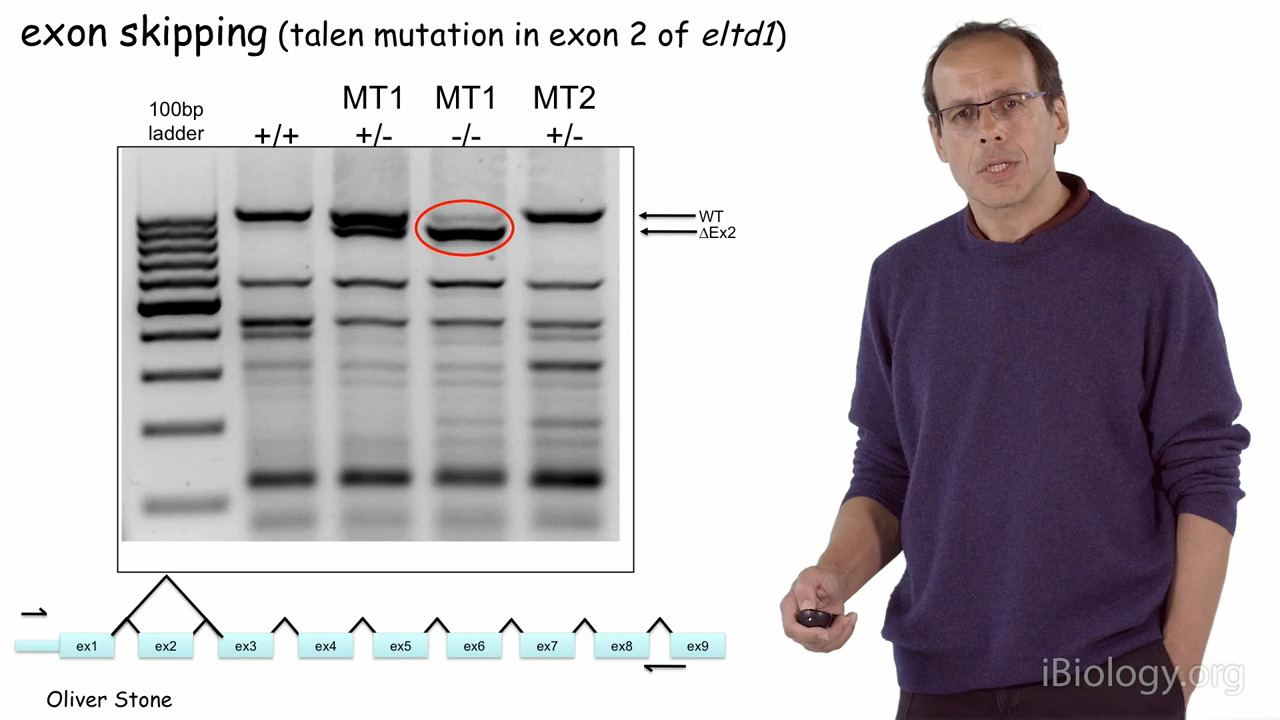 exon skipping (talen mutation in exon 2 of eltd1)
100bp
ladder
+/+
MT1
+/-
MT1
-/-
MT2
+/-
WT
ΔEx2
ex1 ex2 ex3 ex4 ex5 ex6 ex7 ex8 ex9
Oliver Stone
iBiology.org